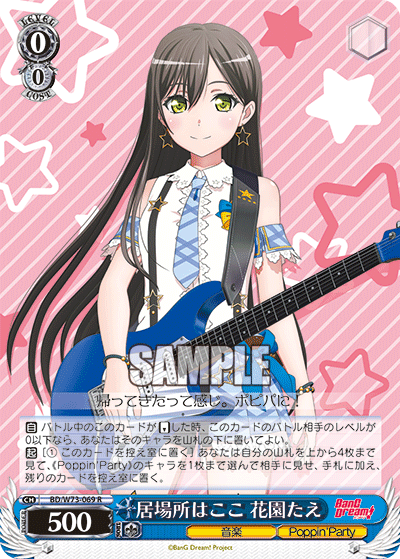 LEVEL
0
0
COST
SAMPLE
帰ってきたって感じ。ポピパに！
自 バトル中のこのカードが【▼】した時、このカードのバトル相手のレベルが
0以下なら、あなたはそのキャラを山札の下に置いてよい。
起［①このカードを控え室に置く］あなたは自分の山札を上から4枚まで
見て、《Poppin'Party》のキャラを1枚まで選んで相手に見せ、手札に加え、
残りのカードを控え室に置く。
CH
BD/W73-069 R
居場所はここ 花園たえ
BanG Dream!
POWER
500
音楽
Poppin'Party
©BanG Dream! Project